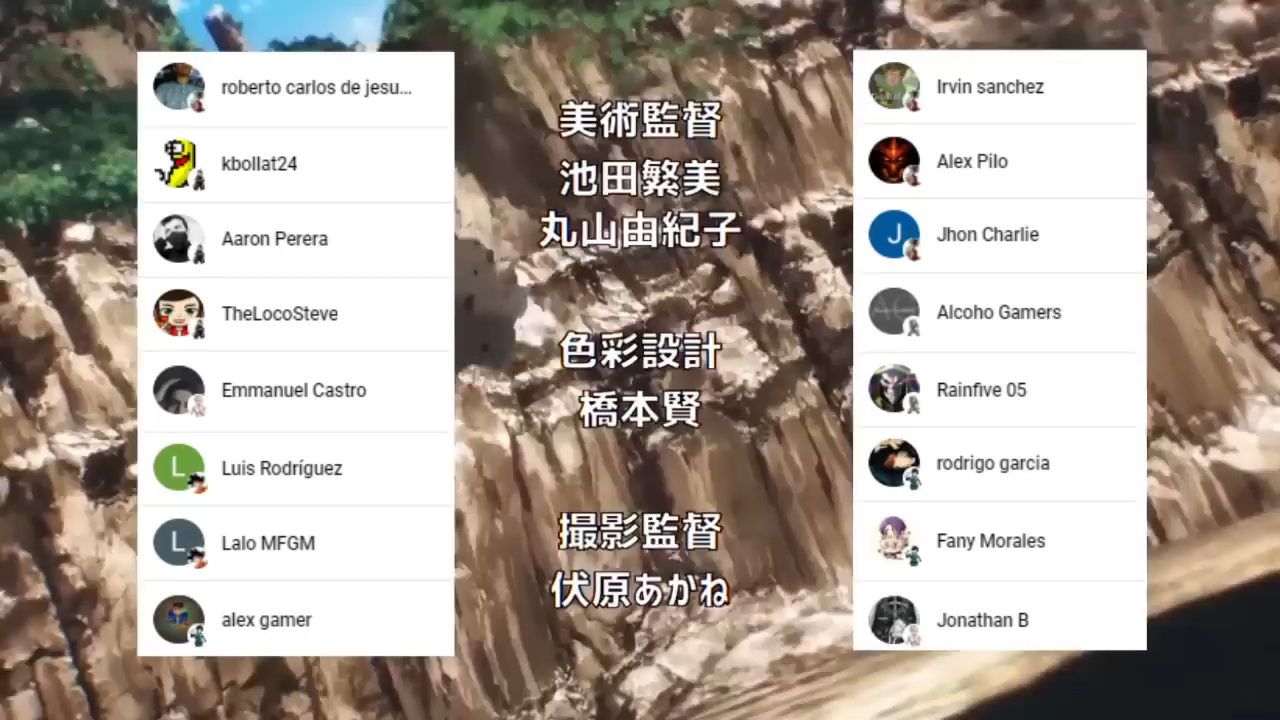 roberto carlos de jesu...
kbollat24
Aaron Perera
TheLocoSteve
Emmanuel Castro
L
Luis Rodríguez
L
Lalo MFGM
alex gamer
美術監督
池田繁美
丸山由紀子
色彩設計
橋本賢
撮影監督
伏原あかね
Irvin sanchez
Alex Pilo
J
Jhon Charlie
Alcoho Gamers
Rainfive 05
rodrigo garcia
Fany Morales
Jonathan B